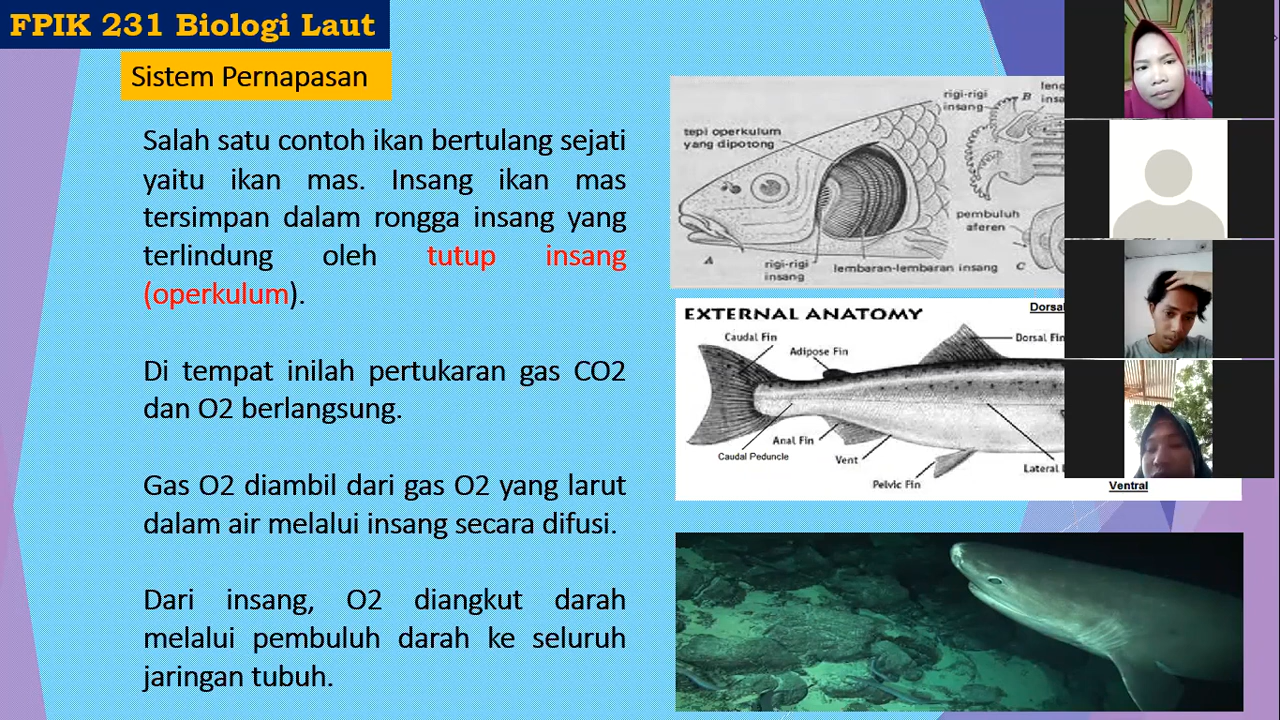 FPIK 231 Biologi Laut
Sistem Pernapasan
Salah satu contoh ikan bertulang sejati
yaitu ikan mas. Insang ikan mas
tersimpan dalam rongga insang yang
terlindung oleh tutup insang
(operkulum).
Di tempat inilah pertukaran gas CO2
dan O2 berlangsung.
Gas O2 diambil dari gas O2 yang larut
dalam air melalui insang secara difusi.
Dari insang, O2 diangkut darah
melalui pembuluh darah ke seluruh
jaringan tubuh.
tepi operkulum
yang dipotong
rigi-rigi
insang
B
A
rigi-rigi
insang
lembaran-lembaran insang
pembuluh
aferen
C
EXTERNAL ANATOMY
Dorsal
Caudal Fin
Adipose Fin
Dorsal Fin
Anal Fin
Caudal Peduncle
Vent
Pelvic Fin
Lateral
Ventral